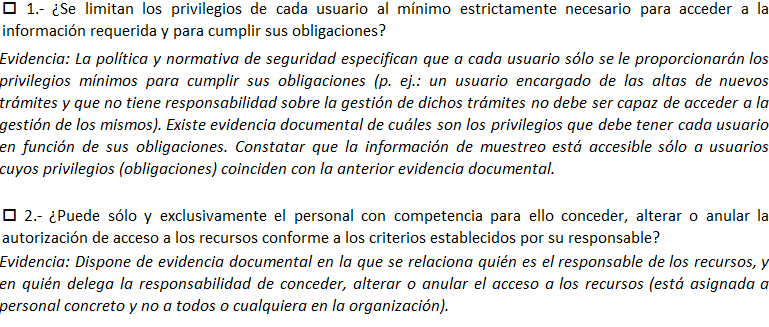 ☐ 1.- ¿Se limitan los privilegios de cada usuario al mínimo estrictamente necesario para acceder a la
información requerida y para cumplir sus obligaciones?
Evidencia: La política y normativa de seguridad especifican que a cada usuario sólo se le proporcionarán los
privilegios mínimos para cumplir sus obligaciones (p. ej.: un usuario encargado de las altas de nuevos
trámites y que no tiene responsabilidad sobre la gestión de dichos trámites no debe ser capaz de acceder a la
gestión de los mismos). Existe evidencia documental de cuáles son los privilegios que debe tener cada usuario
en función de sus obligaciones. Constatar que la información de muestreo está accesible sólo a usuarios
cuyos privilegios (obligaciones) coinciden con la anterior evidencia documental.
☐ 2.- ¿Puede sólo y exclusivamente el personal con competencia para ello conceder, alterar o anular la
autorización de acceso a los recursos conforme a los criterios establecidos por su responsable?
Evidencia: Dispone de evidencia documental en la que se relaciona quién es el responsable de los recursos, y
en quién delega la responsabilidad de conceder, alterar o anular el acceso a los recursos (está asignada a
personal concreto y no a todos o cualquiera en la organización).